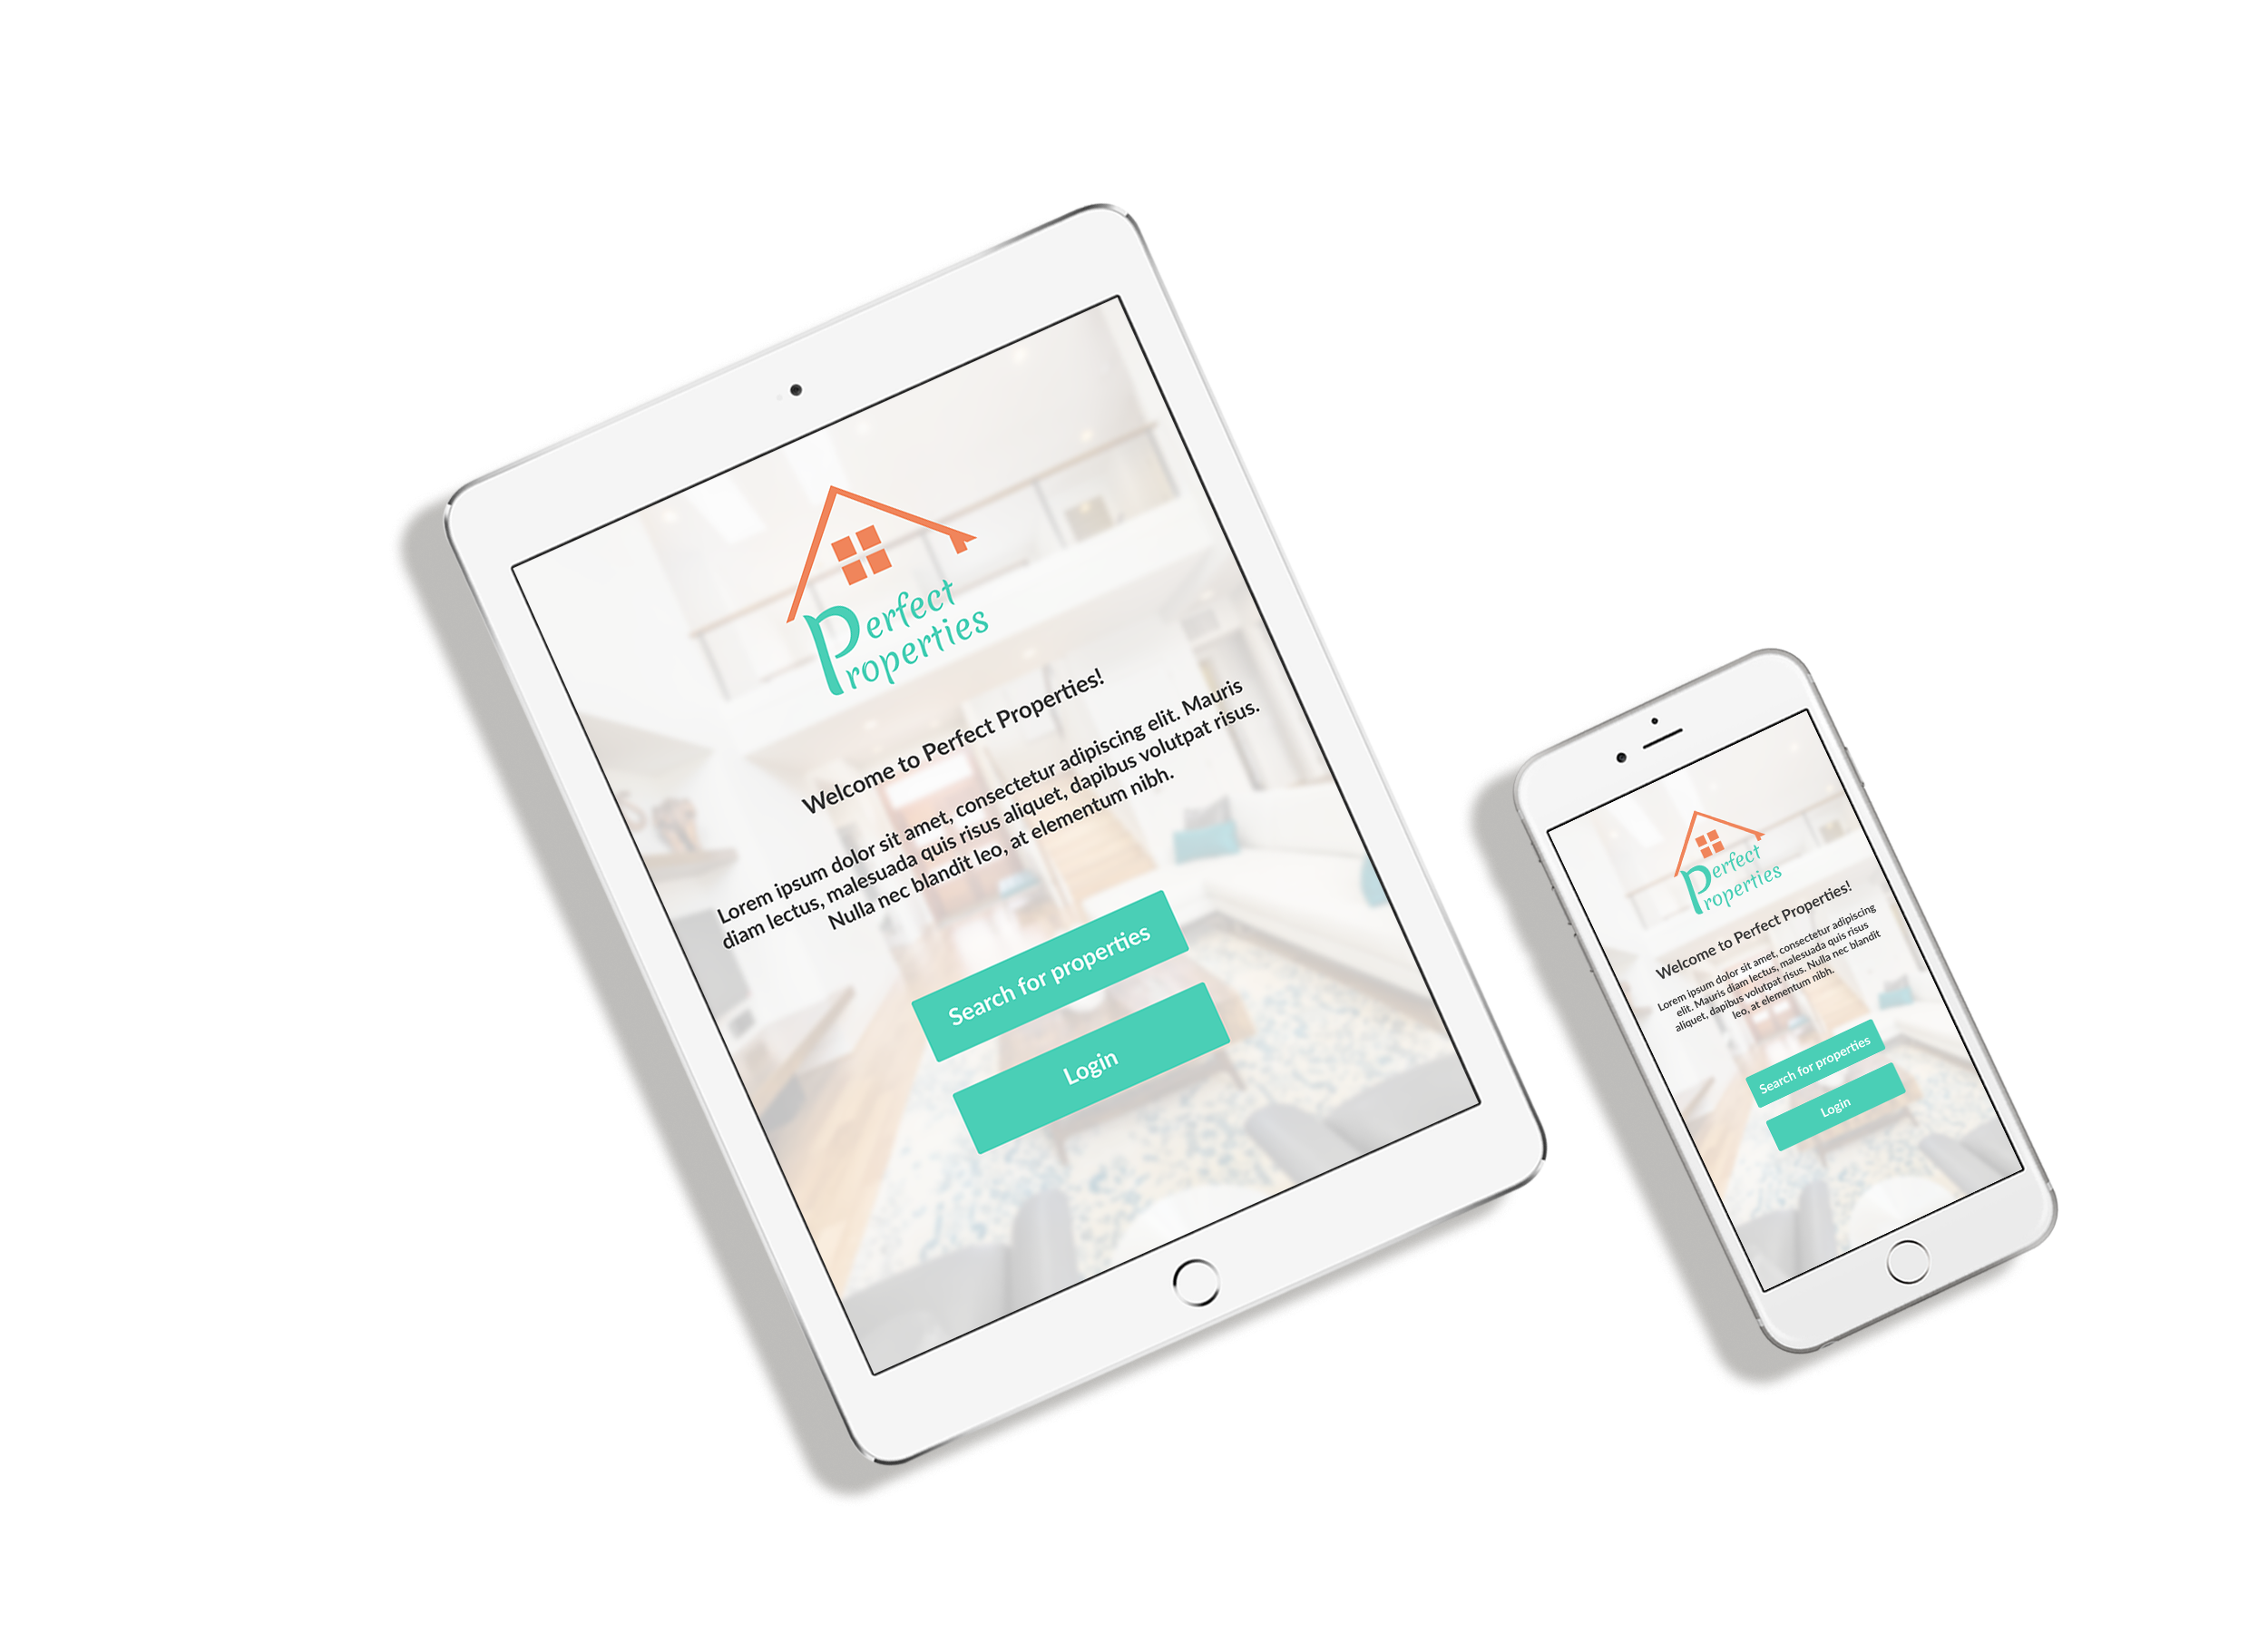 Perfect
Properties
Welcome to Perfect Properties!
Lorem ipsum dolor sit amet, consectetur adipiscing elit. Mauris
diam lectus, malesuada quis risus aliquet, dapibus volutpat risus.
Nulla nec blandit leo, at elementum nibh.
Search for properties
Login
Perfect
Properties
Welcome to Perfect Properties!
Lorem ipsum dolor sit amet, consectetur adipiscing
elit. Mauris diam lectus, malesuada quis risus
aliquet, dapibus volutpat risus. Nulla nec blandit
leo, at elementum nibh.
Search for properties
Login